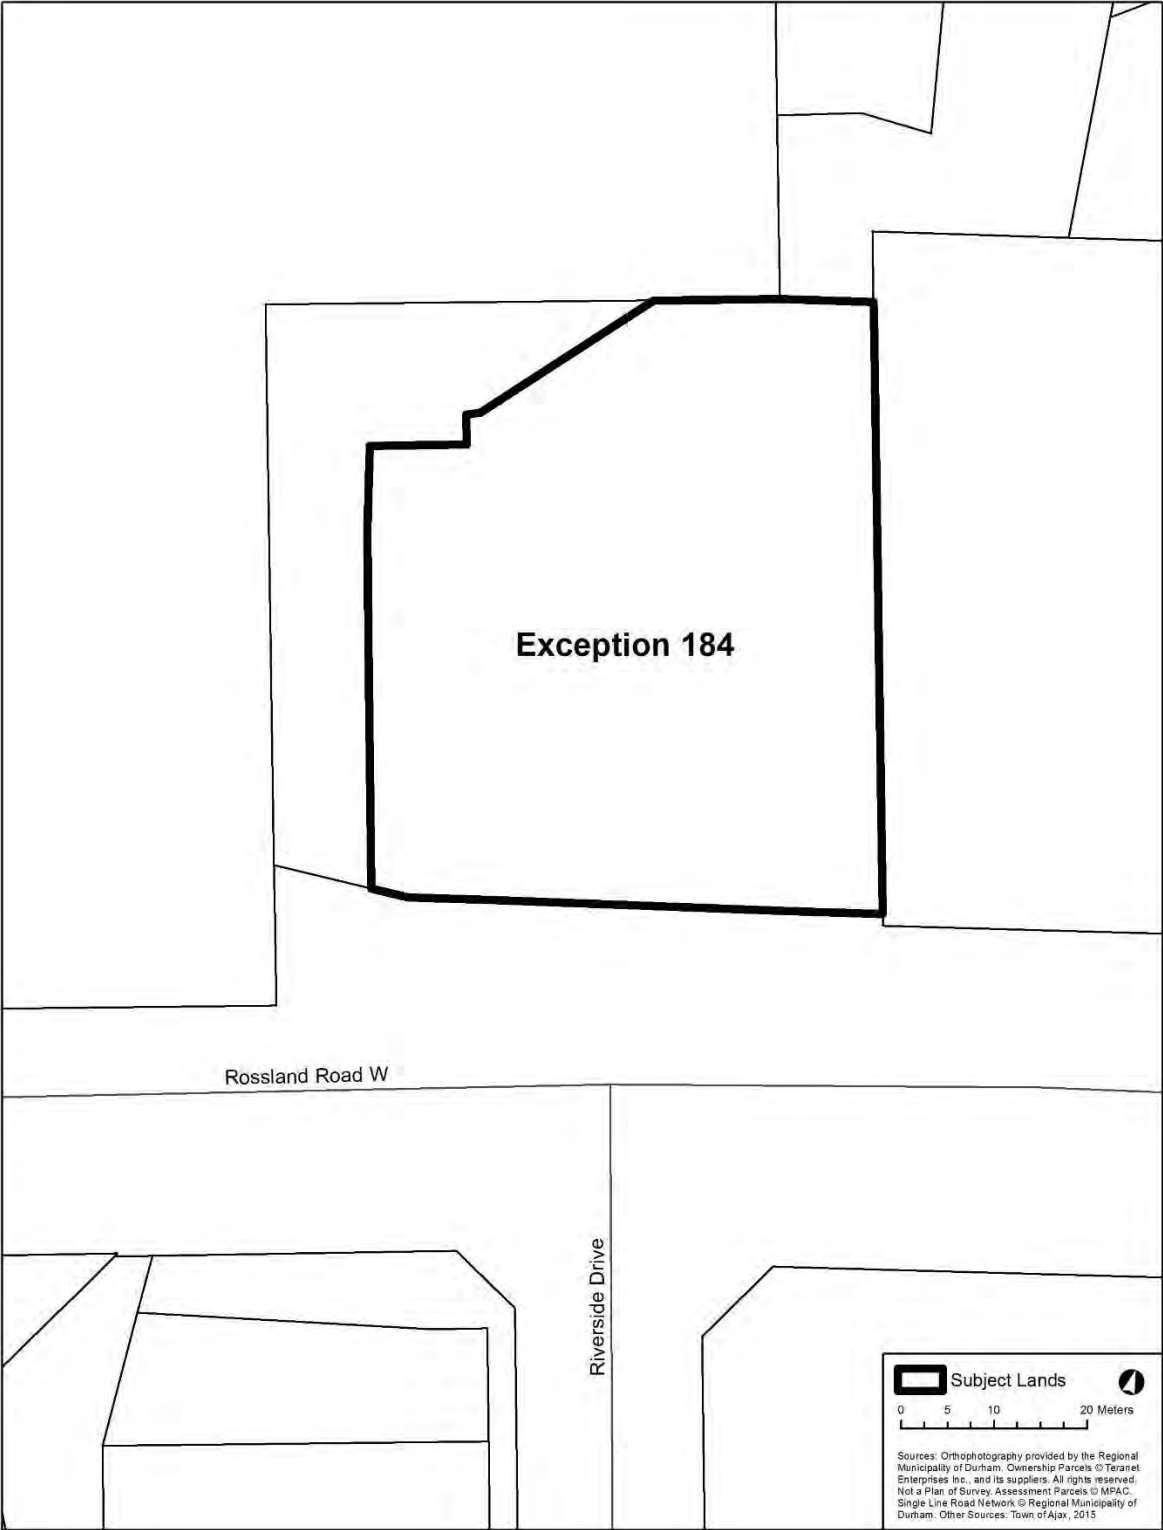 Exception 184
Rossland Road W
Riverside Drive
Subject Lands
0 5 10 20 Meters
Sources: Orthophotography provided by the Regional
Municipality of Durham. Ownership Parcels © Teranet
Enterprises Inc., and its suppliers. All rights reserved.
Not a Plan of Survey. Assessment Parcels © MPAC.
Single Line Road Network © Regional Municipality of
Durham. Other Sources: Town of Ajax, 2015